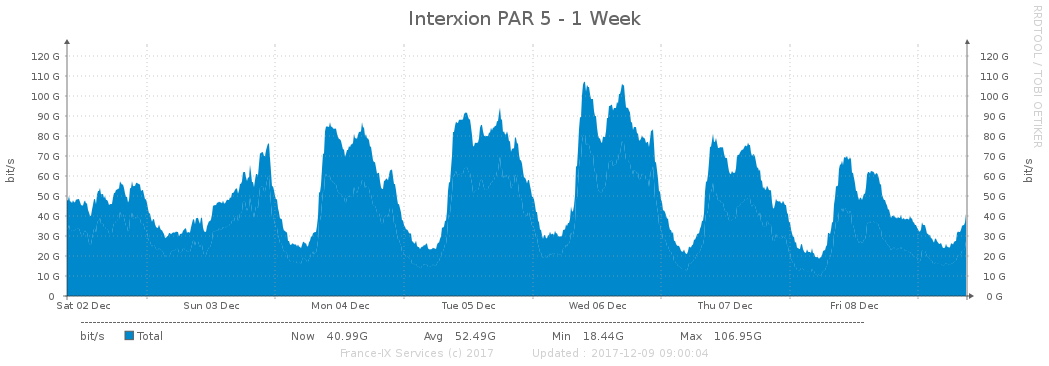 Interxion PAR 5 - 1 Week
RRDTOOL / TOBI OETIKER
bit/s
120 G 120 G
110 G 110 G
100 G 100 G
90 G 90 G
80 G 80 G
70 G 70 G
60 G 60 G
50 G 50 G
40 G 40 G
30 G 30 G
20 G 20 G
10 G 10 G
0 0 G
bit/s
Sat 02 Dec Sun 03 Dec Mon 04 Dec Tue 05 Dec Wed 06 Dec Thu 07 Dec Fri 08 Dec
bit/s Total Now 40.99G Avg 52.49G Min 18.44G Max 106.95G
France-IX Services (c) 2017 Updated : 2017-12-09 09:00:04